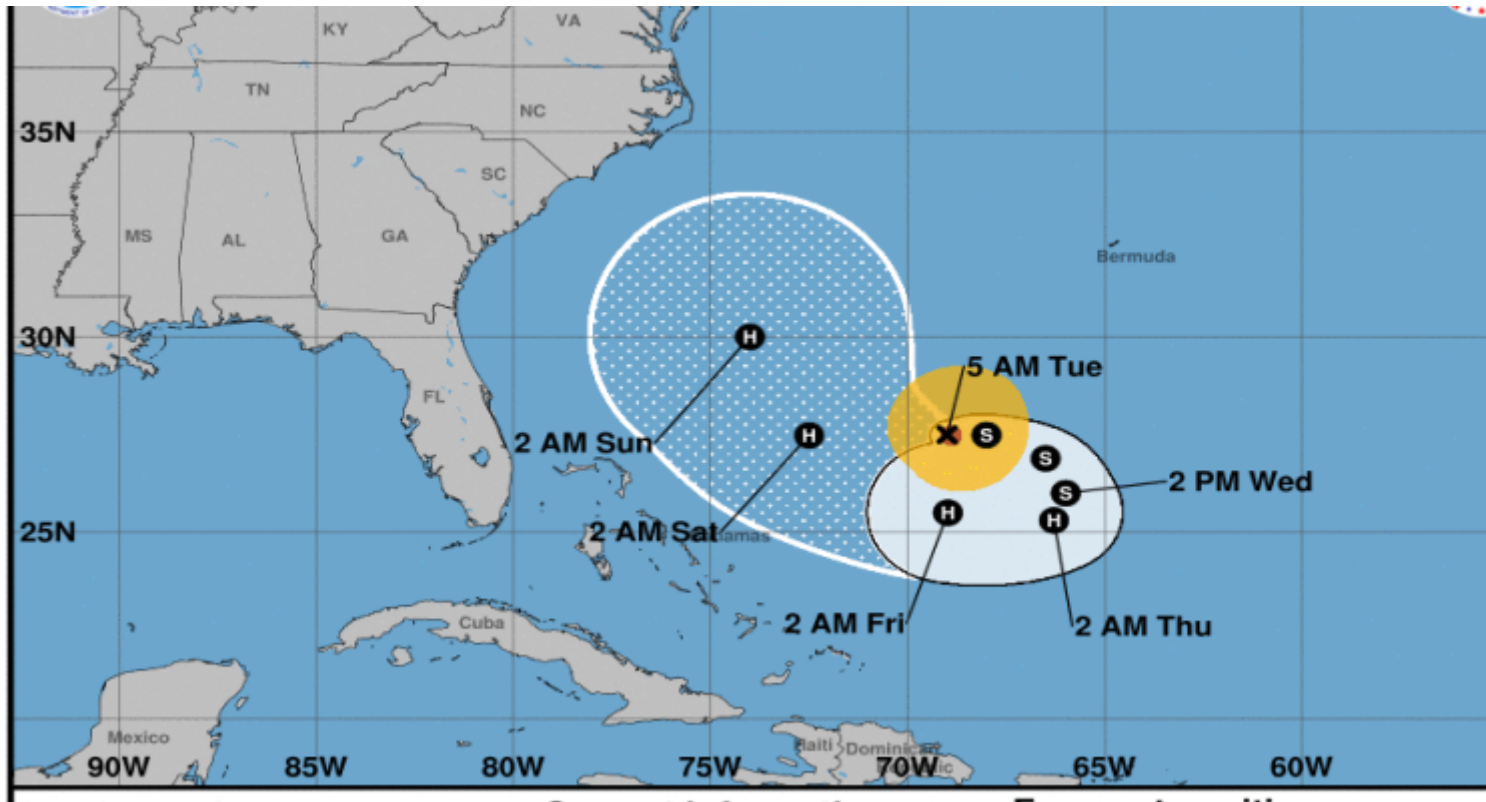 KY
VA
TN
NC
35N
SC
MS
AL
GA
Bermuda
30N
H
5 AM Tue
FL
X
S
2 AM Sun
H
S
2 PM Wed
S
H
H
25N
2 AM Sat
2 AM Fri
2 AM Thu
Cuba
Mexico
Haiti
Dominican
90W
85W
80W
75W
70W
65W
60W